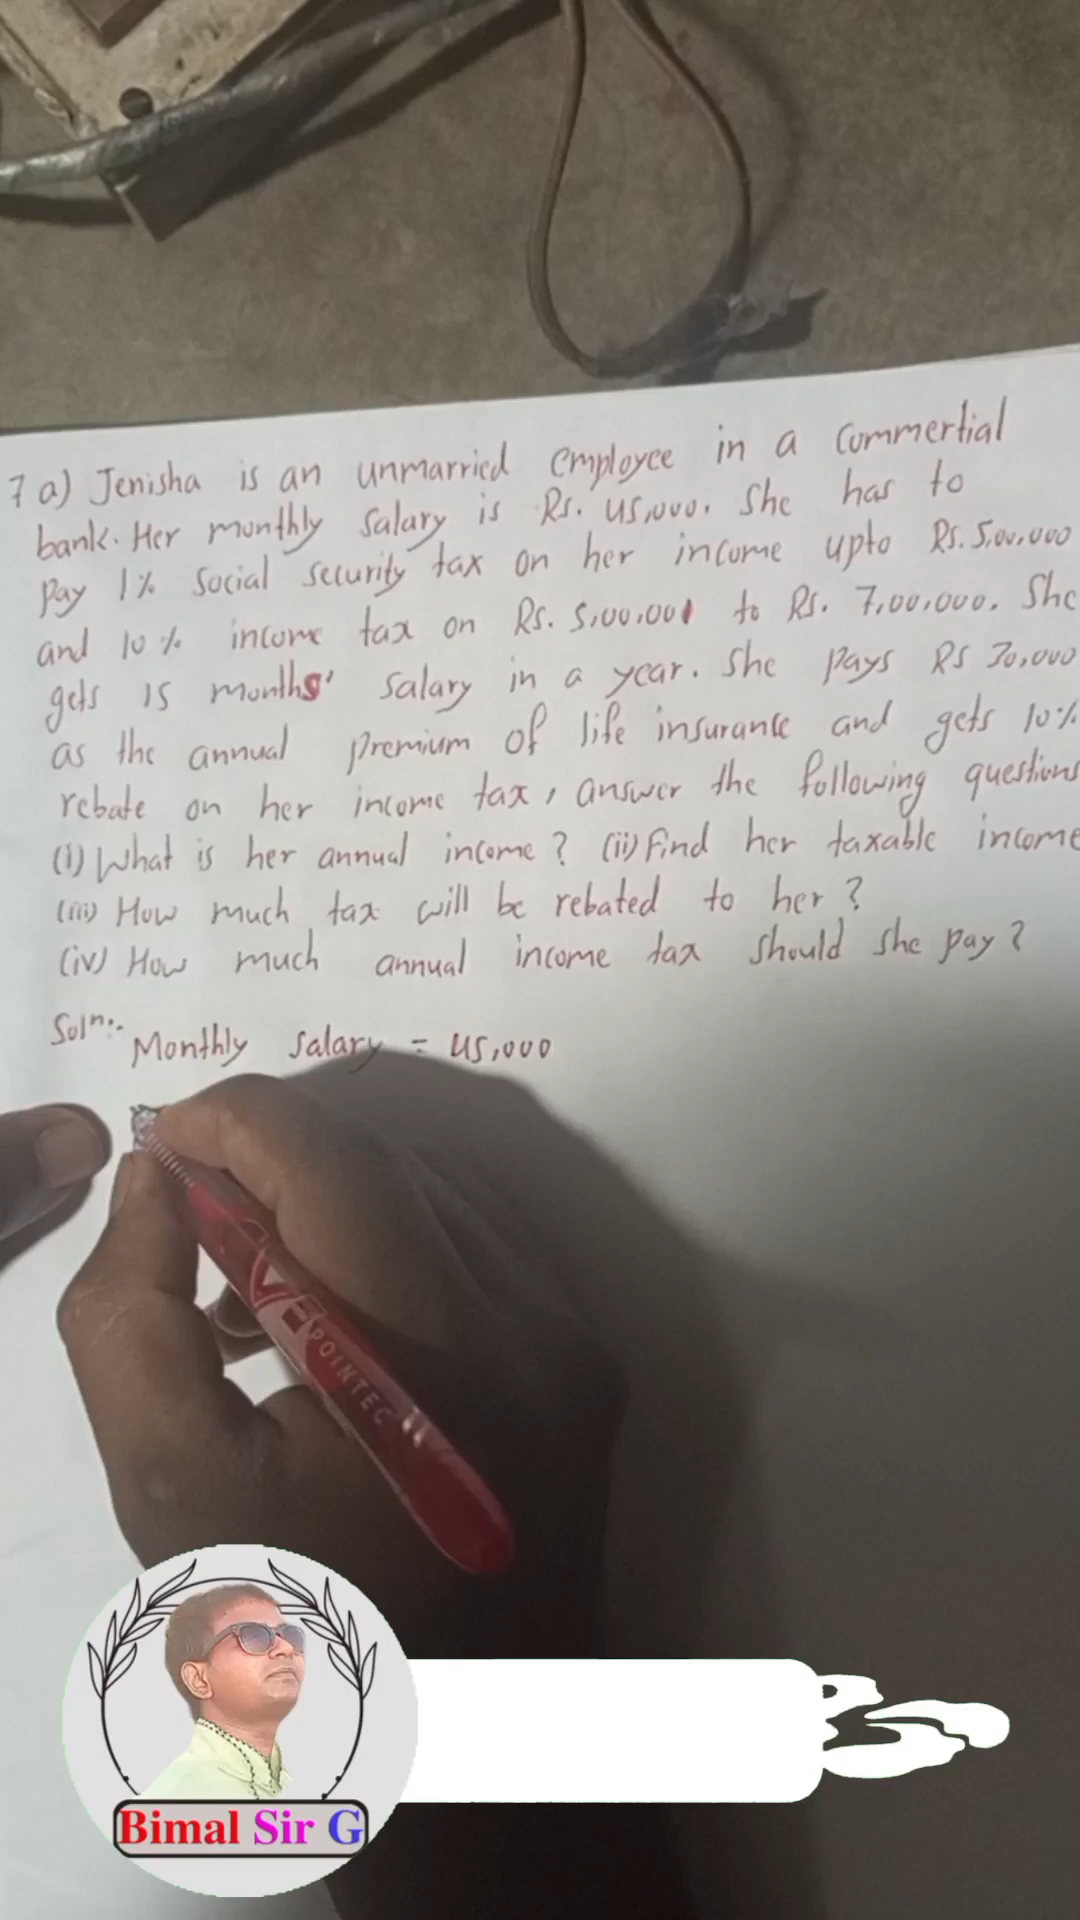 7 a) Jenisha is an unmarried employee in a commertial
bank. Her monthly salary is Rs. 45,000. She has to
pay 1% social security tax on her income upto Rs. 5,00,000
and 10% income tax on Rs. 5,00,001 to Rs. 7,00,000. She
gets 15 months' salary in a year. She pays Rs 30,000
as the annual premium of life insurance and gets 10%
rebate on her income tax, answer the following questions
(i) What is her annual income? (ii) Find her taxable income
(iii) How much tax will be rebated to her?
(iv) How much annual income tax should she pay?
Soln:-
Monthly salary = 45,000
VE
POINTEC
Bimal Sir G